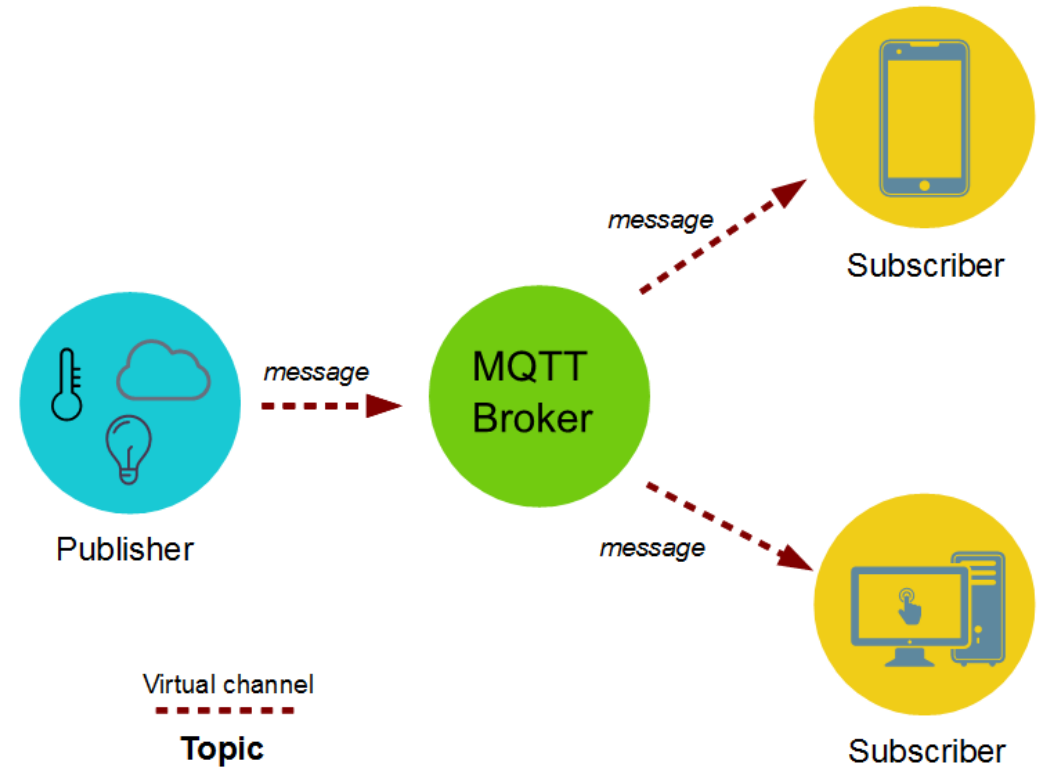 message
Subscriber
message
MQTT
Broker
Publisher
message
Virtual channel
Topic
Subscriber